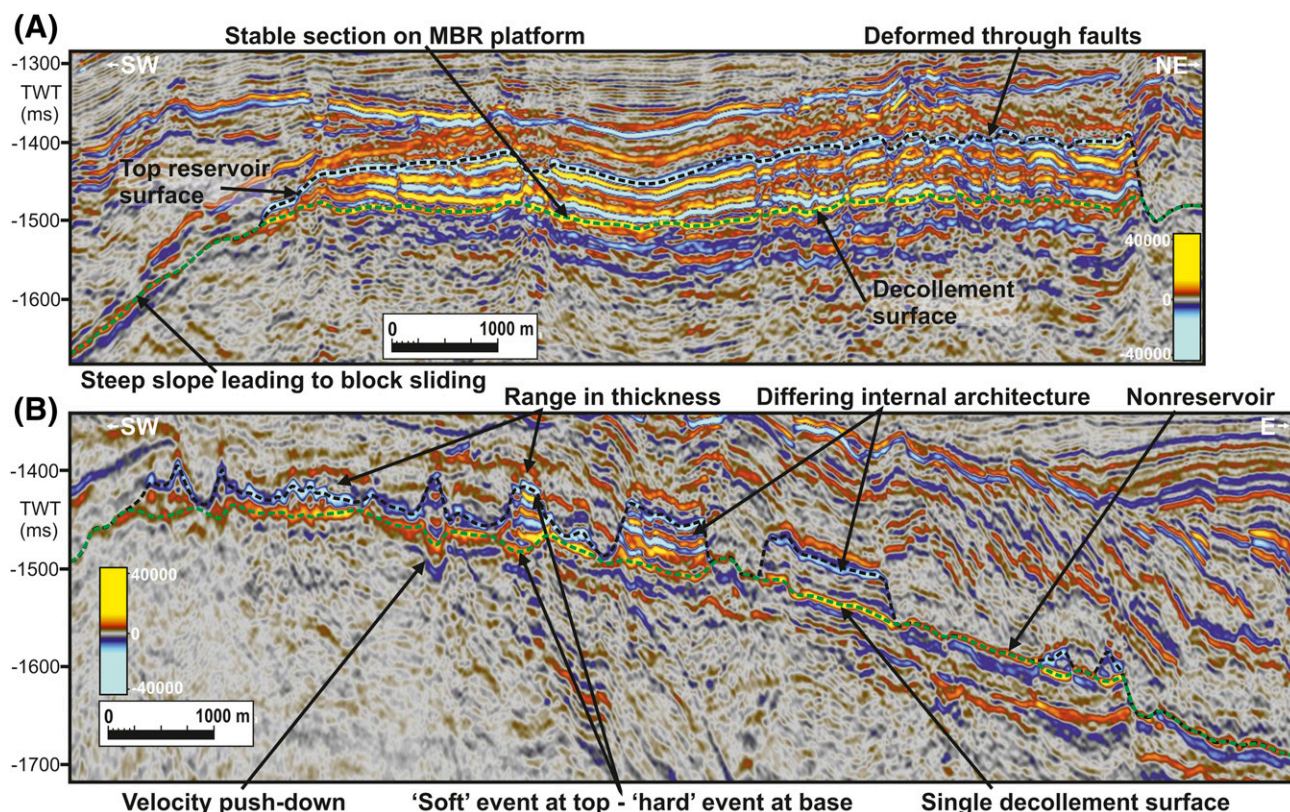 (A)
Stable section on MBR platform
Deformed through faults
-1300
←SW
NE→
TWT
(ms)
-1400
Top reservoir
surface
-1500
40000
0
-40000
-1600
Decollement
surface
0
1000 m
Steep slope leading to block sliding
(B)
Range in thickness
Differing internal architecture
Nonreservoir
←SW
E→
-1400
TWT
(ms)
-1500
40000
0
-40000
-1600
0
1000 m
-1700
Velocity push-down
‘Soft’ event at top - ‘hard’ event at base
Single decollement surface